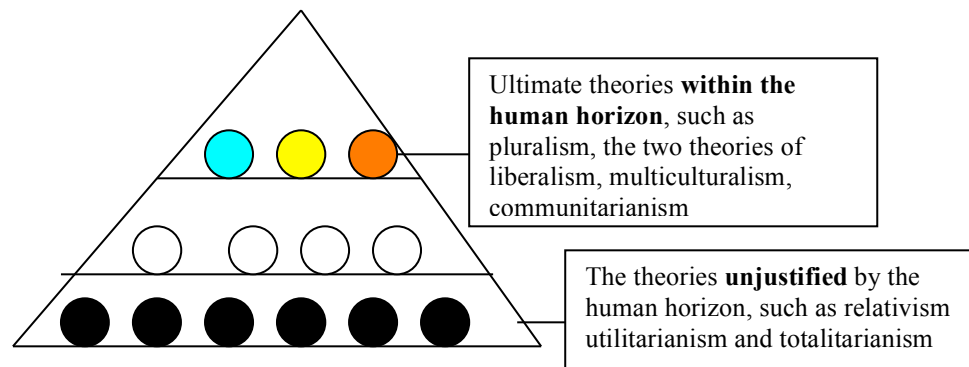 Ultimate theories within the
human horizon, such as
pluralism, the two theories of
liberalism, multiculturalism,
communitarianism
The theories unjustified by the
human horizon, such as relativism
utilitarianism and totalitarianism